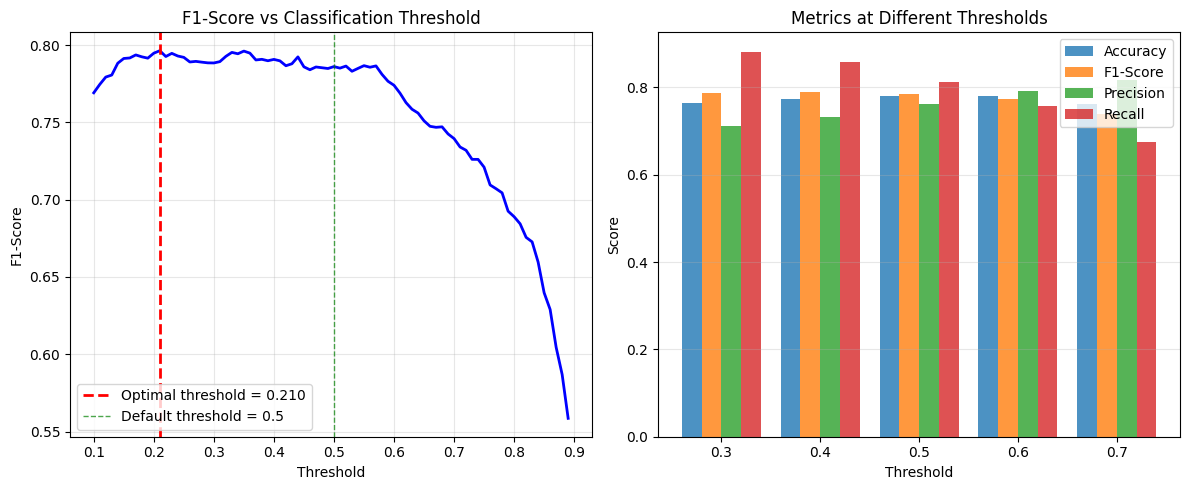 F1-Score vs Classification Threshold
F1-Score
0.80
0.75
0.70
0.65
0.60
0.55
Optimal threshold = 0.210
Default threshold = 0.5
0.1 0.2 0.3 0.4 0.5 0.6 0.7 0.8 0.9
Threshold
Metrics at Different Thresholds
Score
0.8
0.6
0.4
0.2
0.0
Accuracy
F1-Score
Precision
Recall
0.3 0.4 0.5 0.6 0.7
Threshold